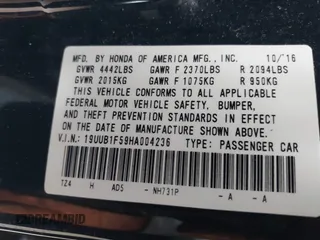 MFD. BY HONDA OF AMERICA MFG., INC. 10/'16
GVWR 4442LBS GAWR F 2370LBS R 2094LBS
GVWR 2015KG GAWR F 1075KG R 950KG
THIS VEHICLE CONFORMS TO ALL APPLICABLE
FEDERAL MOTOR VEHICLE SAFETY, BUMPER,
AND THEFT PREVENTION STANDARDS IN EFFECT
ON THE DATE OF MANUFACTURE SHOWN ABOVE.
V.I.N.: 19UUB1F59HA004236 TYPE: PASSENGER CAR
TZ4 H AD5 - NH731P - A - A